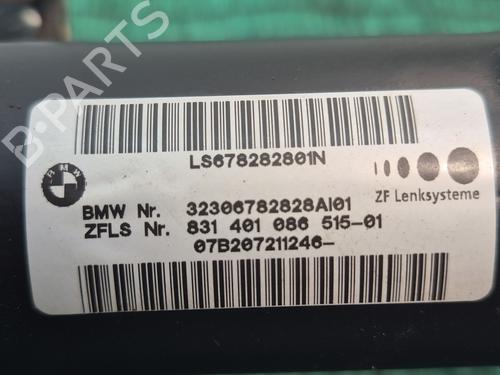 LS678282801N
BMW
ZF Lenksysteme
BMW Nr. 32306782828AI01
ZFLS Nr. 831 401 086 515-01
07B207211246-
B-PARTS